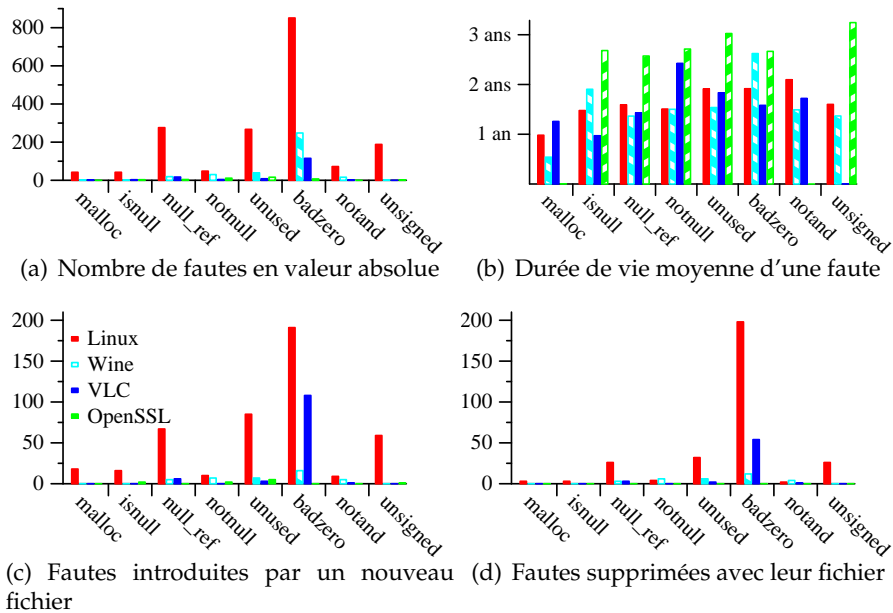 800
600
400
200
0
malloc
isnull
null_ref
notnull
unused
badzero
notand
unsigned
(a) Nombre de fautes en valeur absolue
3 ans
2 ans
1 an
malloc
isnull
null_ref
notnull
unused
badzero
notand
unsigned
(b) Durée de vie moyenne d'une faute
200
150
100
50
0
Linux
Wine
VLC
OpenSSL
malloc
isnull
null_ref
notnull
unused
badzero
notand
unsigned
(c) Fautes introduites par un nouveau
fichier
200
150
100
50
0
malloc
isnull
null_ref
notnull
unused
badzero
notand
unsigned
(d) Fautes supprimées avec leur fichier